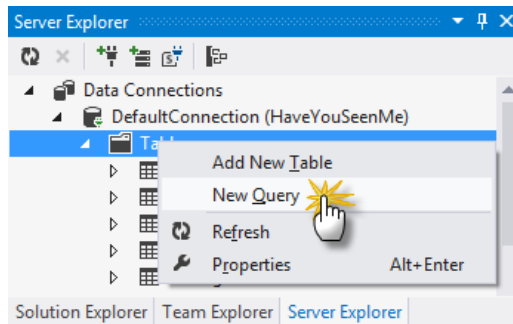 Server Explorer
Data Connections
DefaultConnection (HaveYouSeenMe)
Add New Table
New Query
Refresh
Properties Alt+Enter
Solution Explorer Team Explorer Server Explorer